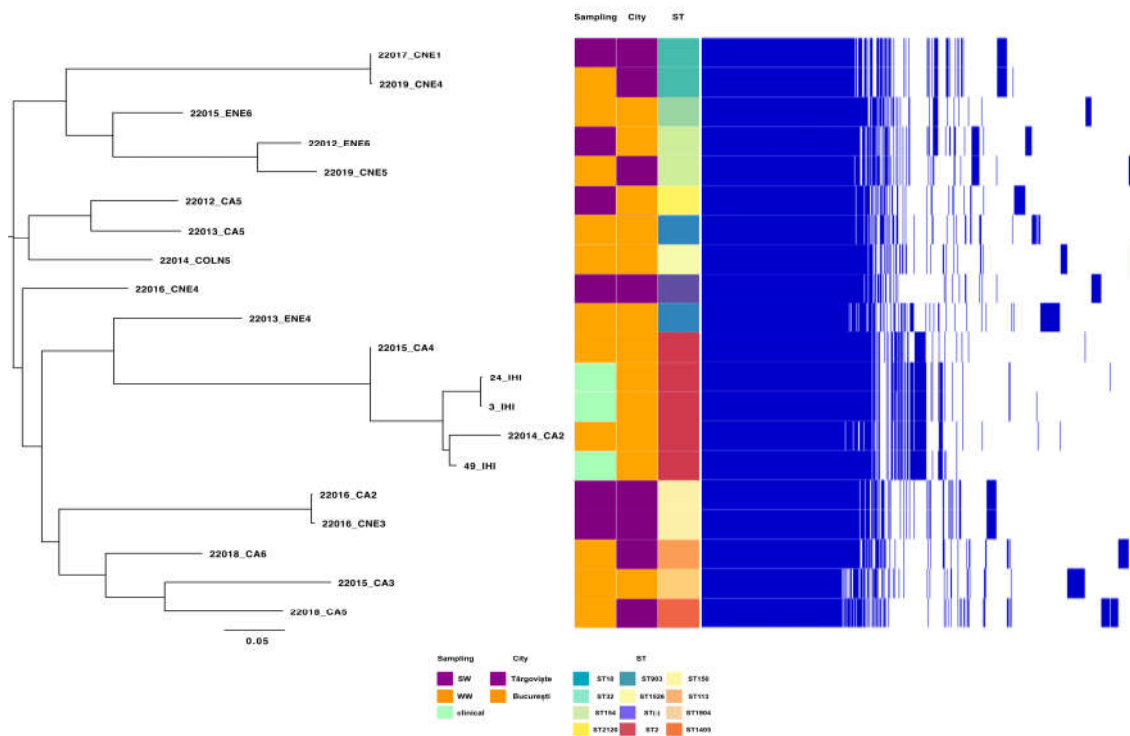 Sampling City ST
22017_CNE1
22019_CNE4
22015_ENE6
22012_ENE6
22019_CNE5
22012_CA5
22013_CA5
22014_COLN5
22016_CNE4
22013_ENE4
22015_CA4
24_IHI
3_IHI
22014_CA2
49_IHI
22016_CA2
22016_CNE3
22018_CA6
22015_CA3
22018_CA5
0.05
Sampling City ST
SW Târgoviște ST10 ST903 ST158
WW București ST32 ST1526 ST113
clinical ST154 ST(-) ST1904
ST2120 ST2 ST1405